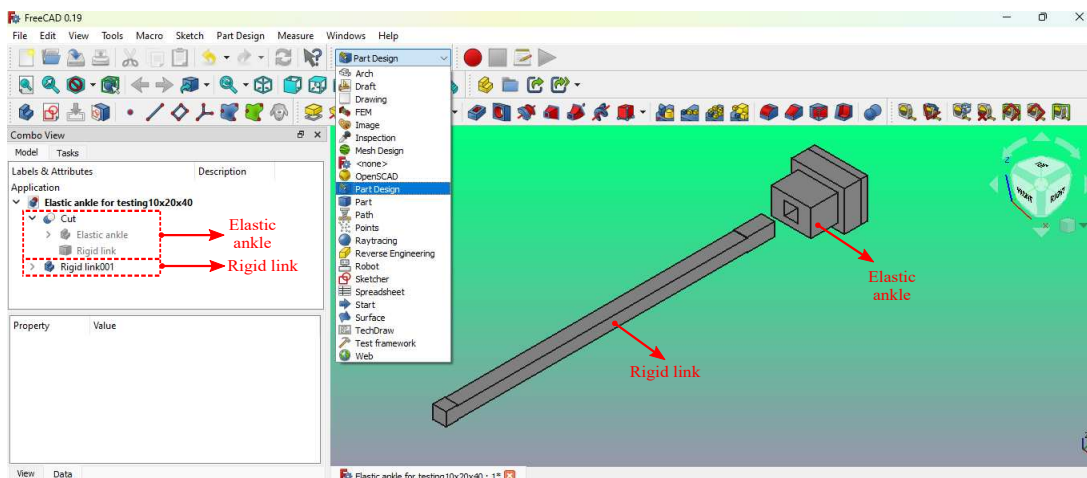 FreeCAD 0.19
File Edit View Tools Macro Sketch Part Design Measure Windows Help
Part Design
Arch
Draft
Drawing
FEM
Image
Inspection
Mesh Design
<none>
OpenSCAD
Part Design
Part
Path
Points
Raytracing
Reverse Engineering
Robot
Sketcher
Spreadsheet
Start
Surface
TechDraw
Test framework
Web
Combo View
Model Tasks
Labels & Attributes Description
Application
Elastic ankle for testing10x20x40
Cut
Elastic ankle
Rigid link
Rigid link001
Elastic
ankle
Rigid link
Property Value
View Data
Elastic
ankle
Rigid link
TOP
FRONT
RIGHT
Z
X
Elastic ankle for testing10x20x40 : 1*